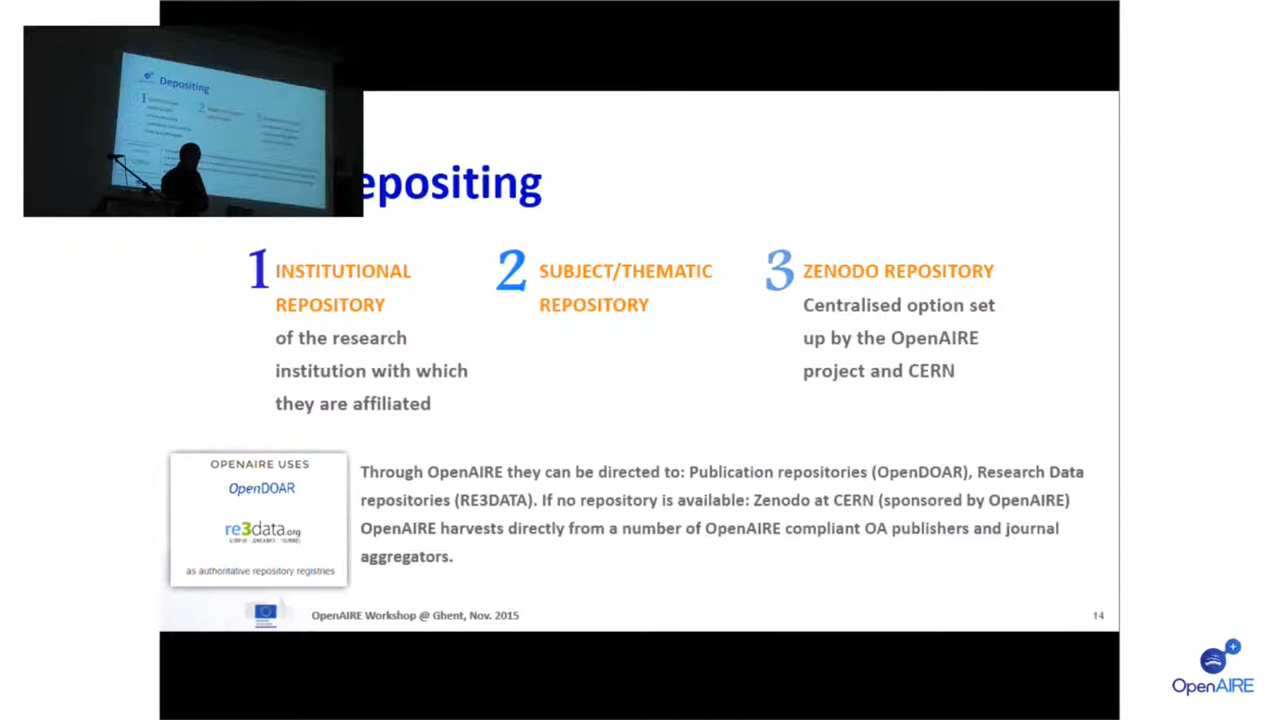 Depositing
epositing
1 INSTITUTIONAL
REPOSITORY
of the research
institution with which
they are affiliated
2 SUBJECT/THEMATIC
REPOSITORY
3 ZENODO REPOSITORY
Centralised option set
up by the OpenAIRE
project and CERN
OPENAIRE USES
OpenDOAR
re3data.org
as authoritative repository registries
Through OpenAIRE they can be directed to: Publication repositories (OpenDOAR), Research Data
repositories (RE3DATA). If no repository is available: Zenodo at CERN (sponsored by OpenAIRE)
OpenAIRE harvests directly from a number of OpenAIRE compliant OA publishers and journal
aggregators.
OpenAIRE Workshop @ Ghent, Nov. 2015
14
OpenAIRE